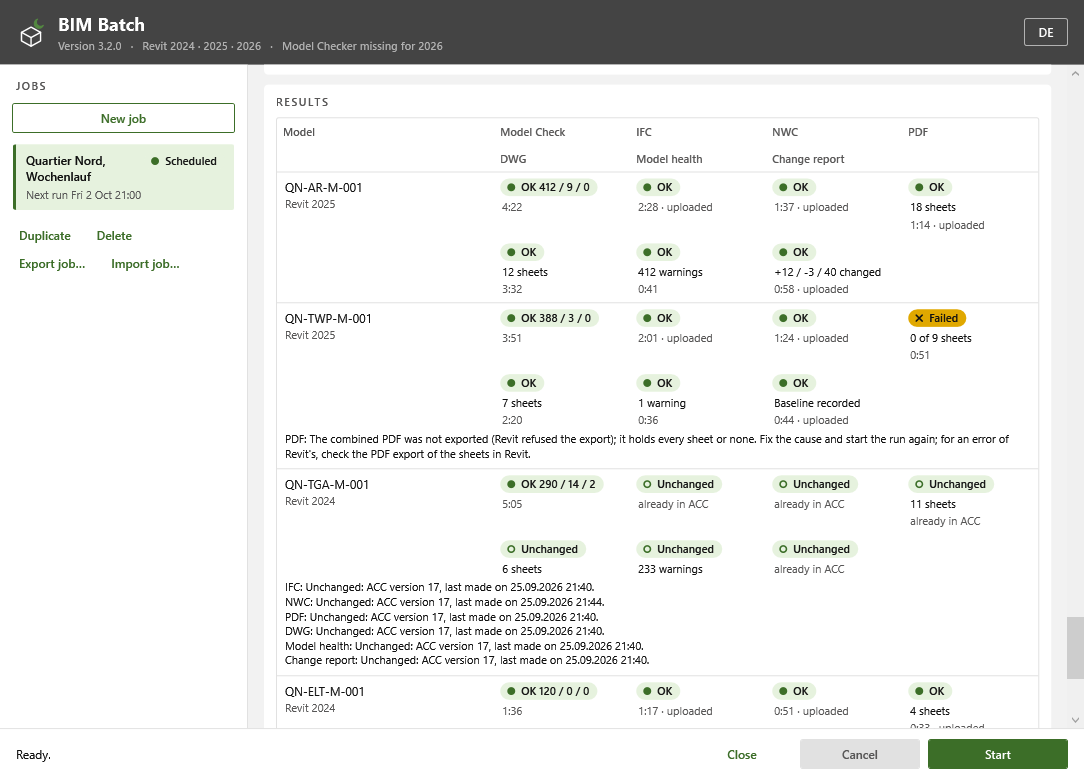 BIM Batch
Version 3.2.0 · Revit 2024 · 2025 · 2026 · Model Checker missing for 2026
DE
JOBS
New job
Quartier Nord, Wochenlauf
Scheduled
Next run Fri 2 Oct 21:00
Duplicate Delete
Export job... Import job...
RESULTS
Model Model Check IFC NWC PDF
DWG Model health Change report
QN-AR-M-001 OK 412 / 9 / 0 OK OK OK
Revit 2025 4:22 2:28 · uploaded 1:37 · uploaded 18 sheets
1:14 · uploaded
OK OK OK
12 sheets 412 warnings +12 / -3 / 40 changed
3:32 0:41 0:58 · uploaded
QN-TWP-M-001 OK 388 / 3 / 0 OK OK Failed
Revit 2025 3:51 2:01 · uploaded 1:24 · uploaded 0 of 9 sheets
0:51
OK OK OK
7 sheets 1 warning Baseline recorded
2:20 0:36 0:44 · uploaded
PDF: The combined PDF was not exported (Revit refused the export); it holds every sheet or none. Fix the cause and start the run again; for an error of
Revit's, check the PDF export of the sheets in Revit.
QN-TGA-M-001 OK 290 / 14 / 2 Unchanged Unchanged Unchanged
Revit 2024 5:05 already in ACC already in ACC 11 sheets
already in ACC
Unchanged Unchanged Unchanged
6 sheets 233 warnings already in ACC
IFC: Unchanged: ACC version 17, last made on 25.09.2026 21:40.
NWC: Unchanged: ACC version 17, last made on 25.09.2026 21:44.
PDF: Unchanged: ACC version 17, last made on 25.09.2026 21:40.
DWG: Unchanged: ACC version 17, last made on 25.09.2026 21:40.
Model health: Unchanged: ACC version 17, last made on 25.09.2026 21:40.
Change report: Unchanged: ACC version 17, last made on 25.09.2026 21:40.
QN-ELT-M-001 OK 120 / 0 / 0 OK OK OK
Revit 2024 1:36 1:17 · uploaded 0:51 · uploaded 4 sheets
Ready.
Close
Cancel
Start